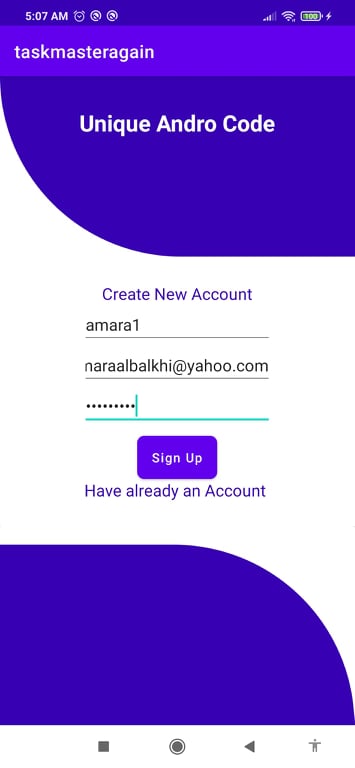 5:07 AM
100
taskmasteragain
Unique Andro Code
Create New Account
amara1
naraalbalkhi@yahoo.com
•••••••••
Sign Up
Have already an Account